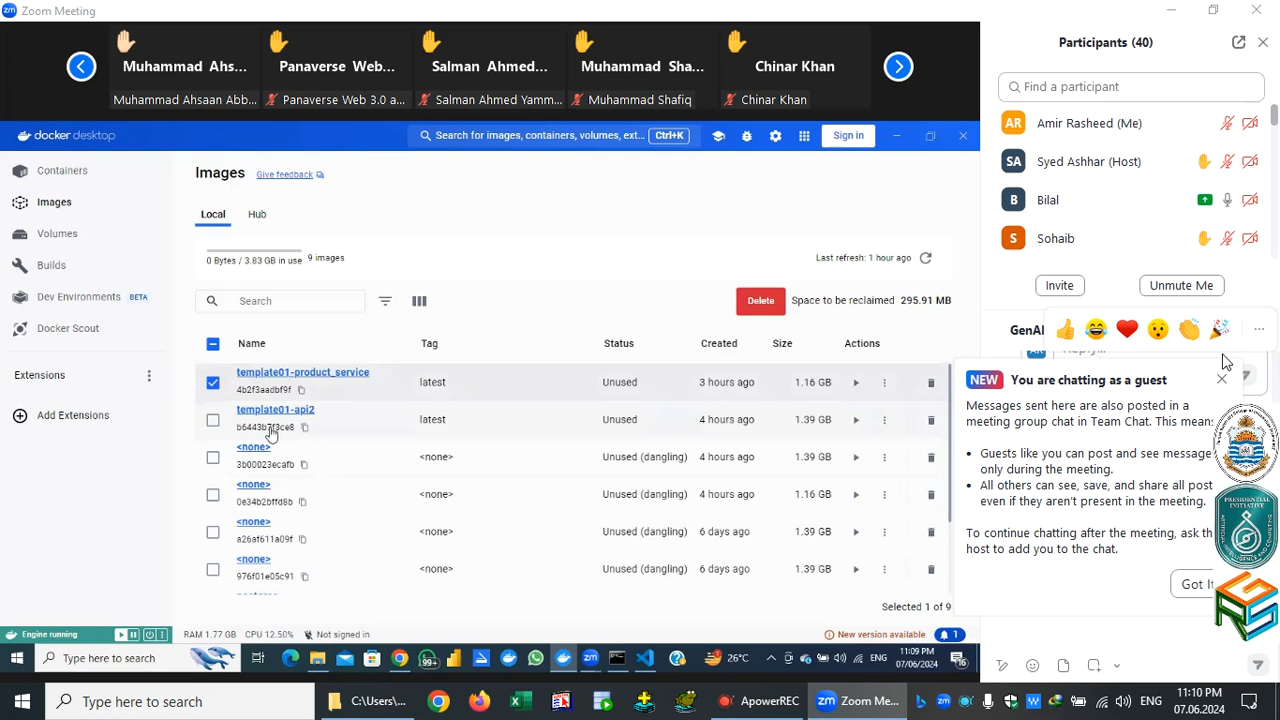 Zoom Meeting
Muhammad Ahs... Panaverse Web... Salman Ahmed... Muhammad Sha... Chinar Khan
Muhammad Ahsaan Abb... Panaverse Web 3.0 a... Salman Ahmed Yamm... Muhammad Shafiq Chinar Khan
docker desktop
Search for images, containers, volumes, ext... Ctrl+K
Sign in
Containers
Images
Volumes
Builds
Dev Environments BETA
Docker Scout
Extensions
Add Extensions
Images Give feedback
Local Hub
0 Bytes / 3.83 GB in use 9 images
Last refresh: 1 hour ago
Search
Delete Space to be reclaimed 295.91 MB
Name Tag Status Created Size Actions
template01-product_service
4b2f3aadbf9f
latest Unused 3 hours ago 1.16 GB
template01-api2
b6443b7f3ce8
latest Unused 4 hours ago 1.39 GB
<none>
3b00023ecafb
<none> Unused (dangling) 4 hours ago 1.39 GB
<none>
0e34b2bffd8b
<none> Unused (dangling) 4 hours ago 1.16 GB
<none>
a26af611a09f
<none> Unused (dangling) 6 days ago 1.39 GB
<none>
976f01e05c91
<none> Unused (dangling) 6 days ago 1.39 GB
Selected 1 of 9
Engine running
RAM 1.77 GB CPU 12.50% Not signed in
New version available 1
Type here to search
99+
26°C
ENG
11:09 PM
07/06/2024
16
Participants (40)
Find a participant
AR Amir Rasheed (Me)
SA Syed Ashhar (Host)
B Bilal
S Sohaib
Invite Unmute Me
GenAI
AR Reply...
NEW You are chatting as a guest
Messages sent here are also posted in a
meeting group chat in Team Chat. This means
• Guests like you can post and see message
only during the meeting.
• All others can see, save, and share all post
even if they aren't present in the meeting.
To continue chatting after the meeting, ask th
host to add you to the chat.
Got It
PRESIDENTIAL
INITIATIVE
Type here to search
C:\Users\...
ApowerREC
Zoom Me...
ENG
11:10 PM
07.06.2024